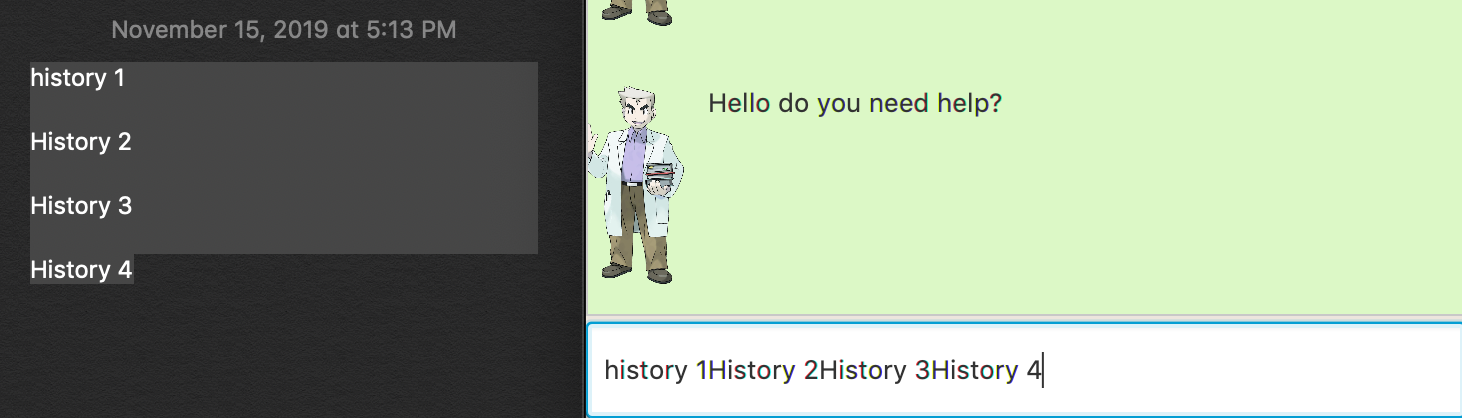 November 15, 2019 at 5:13 PM
history 1
History 2
History 3
History 4
Hello do you need help?
history 1History 2History 3History 4